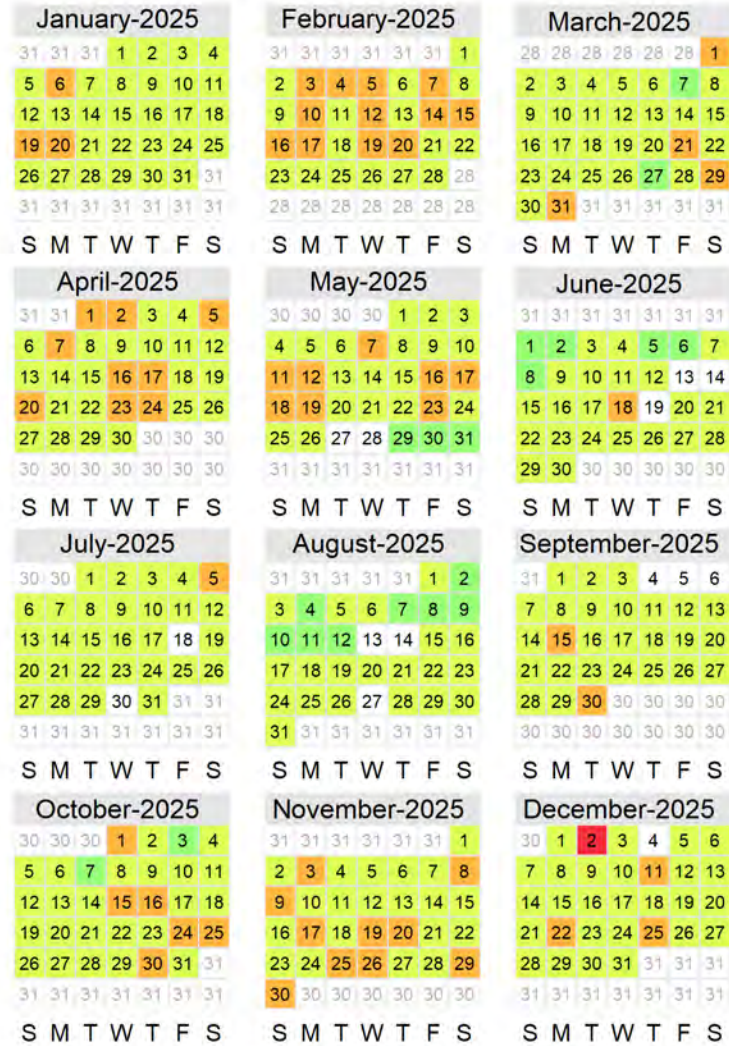 January-2025 February-2025 March-2025
31 31 31 1 2 3 4 31 31 31 31 31 31 1 28 28 28 28 28 28 1
5 6 7 8 9 10 11 2 3 4 5 6 7 8 2 3 4 5 6 7 8
12 13 14 15 16 17 18 9 10 11 12 13 14 15 9 10 11 12 13 14 15
19 20 21 22 23 24 25 16 17 18 19 20 21 22 16 17 18 19 20 21 22
26 27 28 29 30 31 31 23 24 25 26 27 28 28 23 24 25 26 27 28 29
31 31 31 31 31 31 31 28 28 28 28 28 28 28 30 31 31 31 31 31 31
S M T W T F S S M T W T F S S M T W T F S
April-2025 May-2025 June-2025
31 31 1 2 3 4 5 30 30 30 30 1 2 3 31 31 31 31 31 31 31
6 7 8 9 10 11 12 4 5 6 7 8 9 10 1 2 3 4 5 6 7
13 14 15 16 17 18 19 11 12 13 14 15 16 17 8 9 10 11 12 13 14
20 21 22 23 24 25 26 18 19 20 21 22 23 24 15 16 17 18 19 20 21
27 28 29 30 30 30 30 25 26 27 28 29 30 31 22 23 24 25 26 27 28
30 30 30 30 30 30 30 31 31 31 31 31 31 31 29 30 30 30 30 30 30
S M T W T F S S M T W T F S S M T W T F S
July-2025 August-2025 September-2025
30 30 1 2 3 4 5 31 31 31 31 31 1 2 31 1 2 3 4 5 6
6 7 8 9 10 11 12 3 4 5 6 7 8 9 7 8 9 10 11 12 13
13 14 15 16 17 18 19 10 11 12 13 14 15 16 14 15 16 17 18 19 20
20 21 22 23 24 25 26 17 18 19 20 21 22 23 21 22 23 24 25 26 27
27 28 29 30 31 31 31 24 25 26 27 28 29 30 28 29 30 30 30 30 30
31 31 31 31 31 31 31 31 31 31 31 31 31 31 30 30 30 30 30 30 30
S M T W T F S S M T W T F S S M T W T F S
October-2025 November-2025 December-2025
30 30 30 1 2 3 4 31 31 31 31 31 31 1 30 1 2 3 4 5 6
5 6 7 8 9 10 11 2 3 4 5 6 7 8 7 8 9 10 11 12 13
12 13 14 15 16 17 18 9 10 11 12 13 14 15 14 15 16 17 18 19 20
19 20 21 22 23 24 25 16 17 18 19 20 21 22 21 22 23 24 25 26 27
26 27 28 29 30 31 31 23 24 25 26 27 28 29 28 29 30 31 31 31 31
31 31 31 31 31 31 31 30 30 30 30 30 30 30 31 31 31 31 31 31 31
S M T W T F S S M T W T F S S M T W T F S